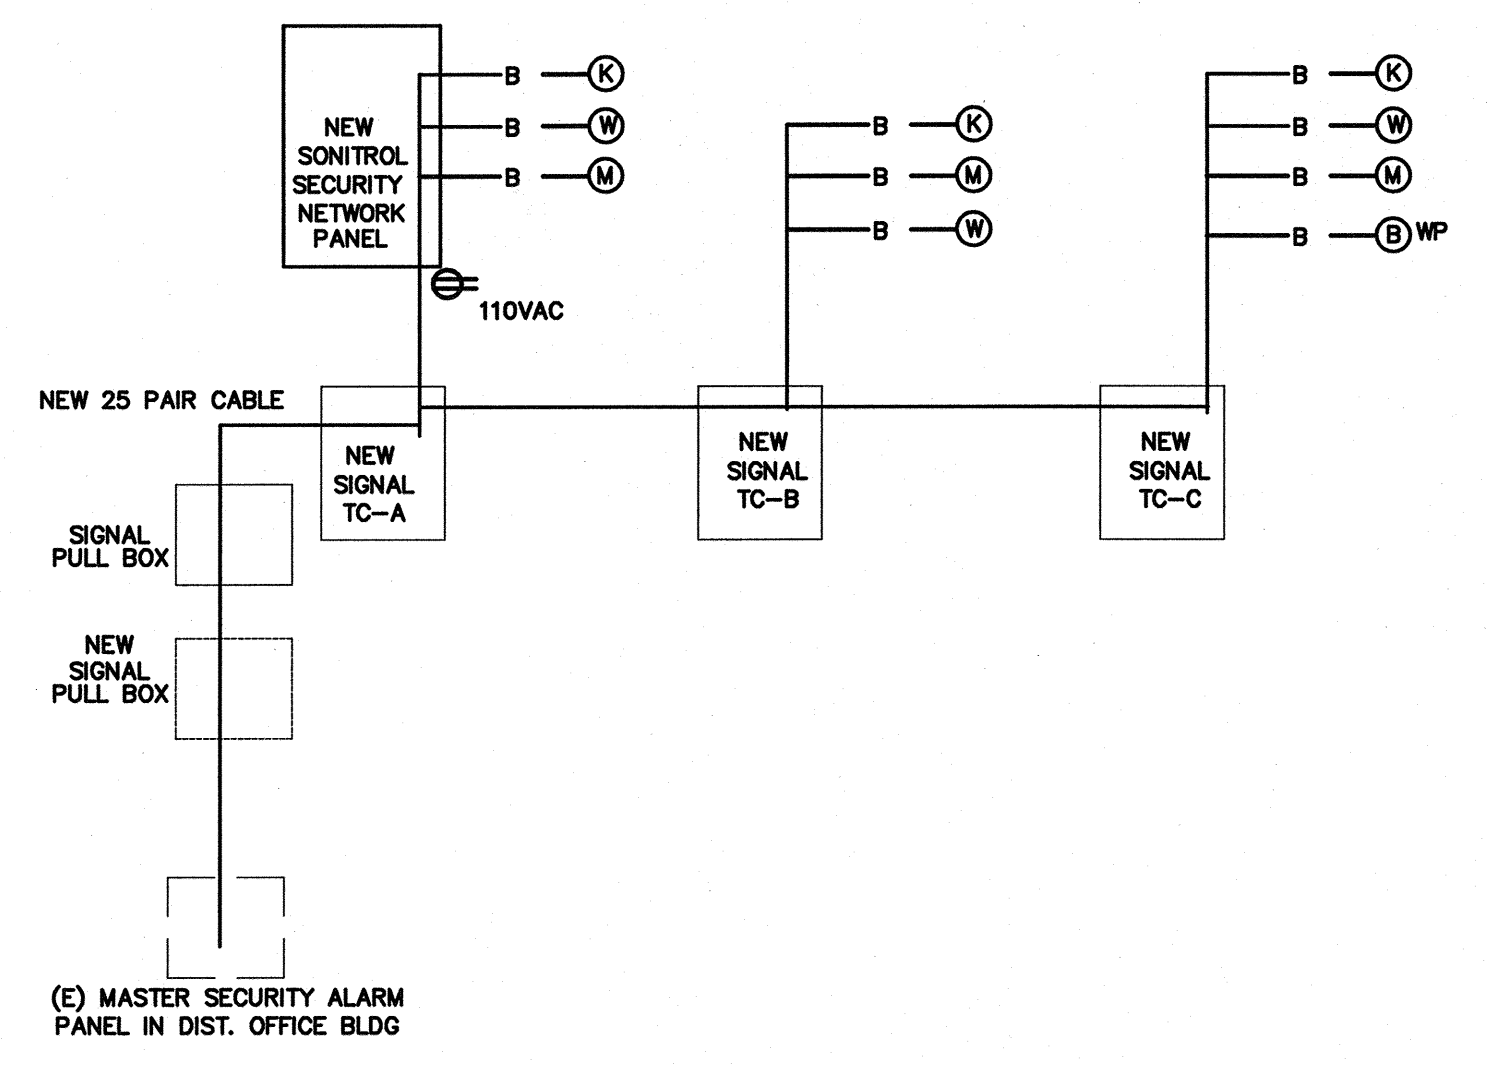 NEW
SONITROL
SECURITY
NETWORK
PANEL
B K
B W
B M
110VAC
B K
B M
B W
B K
B W
B M
B B WP
NEW 25 PAIR CABLE
NEW
SIGNAL
TC-A
NEW
SIGNAL
TC-B
NEW
SIGNAL
TC-C
SIGNAL
PULL BOX
NEW
SIGNAL
PULL BOX
(E) MASTER SECURITY ALARM
PANEL IN DIST. OFFICE BLDG